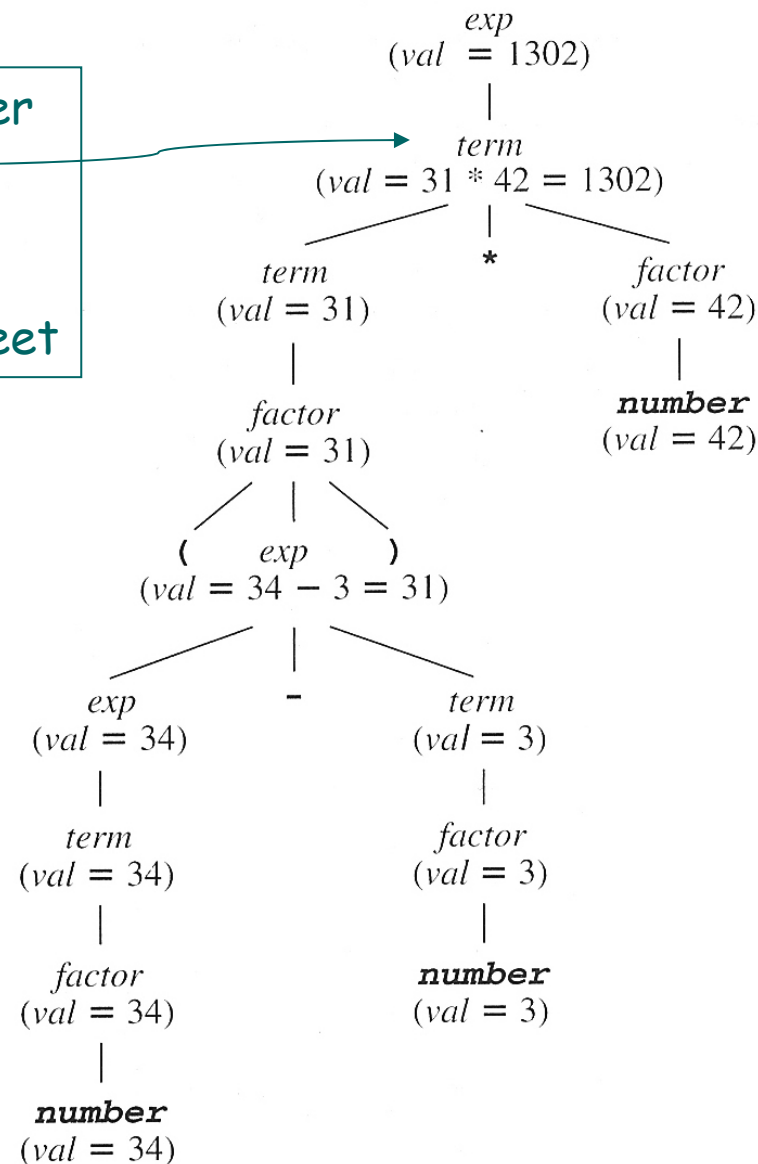 exp
(val = 1302)
term
(val = 31 * 42 = 1302)
term * factor
(val = 31) (val = 42)
factor number
(val = 31) (val = 42)
( exp )
(val = 34 – 3 = 31)
exp – term
(val = 34) (val = 3)
term factor
(val = 34) (val = 3)
factor number
(val = 34) (val = 3)
number
(val = 34)